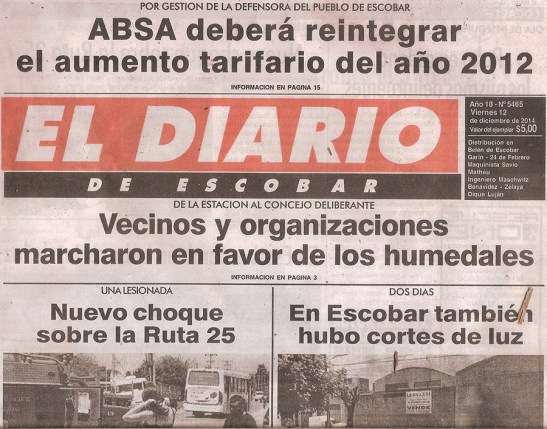 POR GESTION DE LA DEFENSORA DEL PUEBLO DE ESCOBAR
ABSA deberá reintegrar
el aumento tarifario del año 2012
INFORMACION EN PAGINA 15
EL DIARIO
DE ESCOBAR
Año 18 - N° 5465
Viernes 12
de diciembre de 2014
Valor del ejemplar $5,00
Distribución en
Belén de Escobar
Garín - 24 de Febrero
Maquinista Savio
Matheu
Ingeniero Maschwitz
Benavidez - Zelaya
Dique Luján
DE LA ESTACION AL CONCEJO DELIBERANTE
Vecinos y organizaciones
marcharon en favor de los humedales
INFORMACION EN PAGINA 3
UNA LESIONADA
Nuevo choque
sobre la Ruta 25
DOS DIAS
En Escobar también
hubo cortes de luz
VENDE